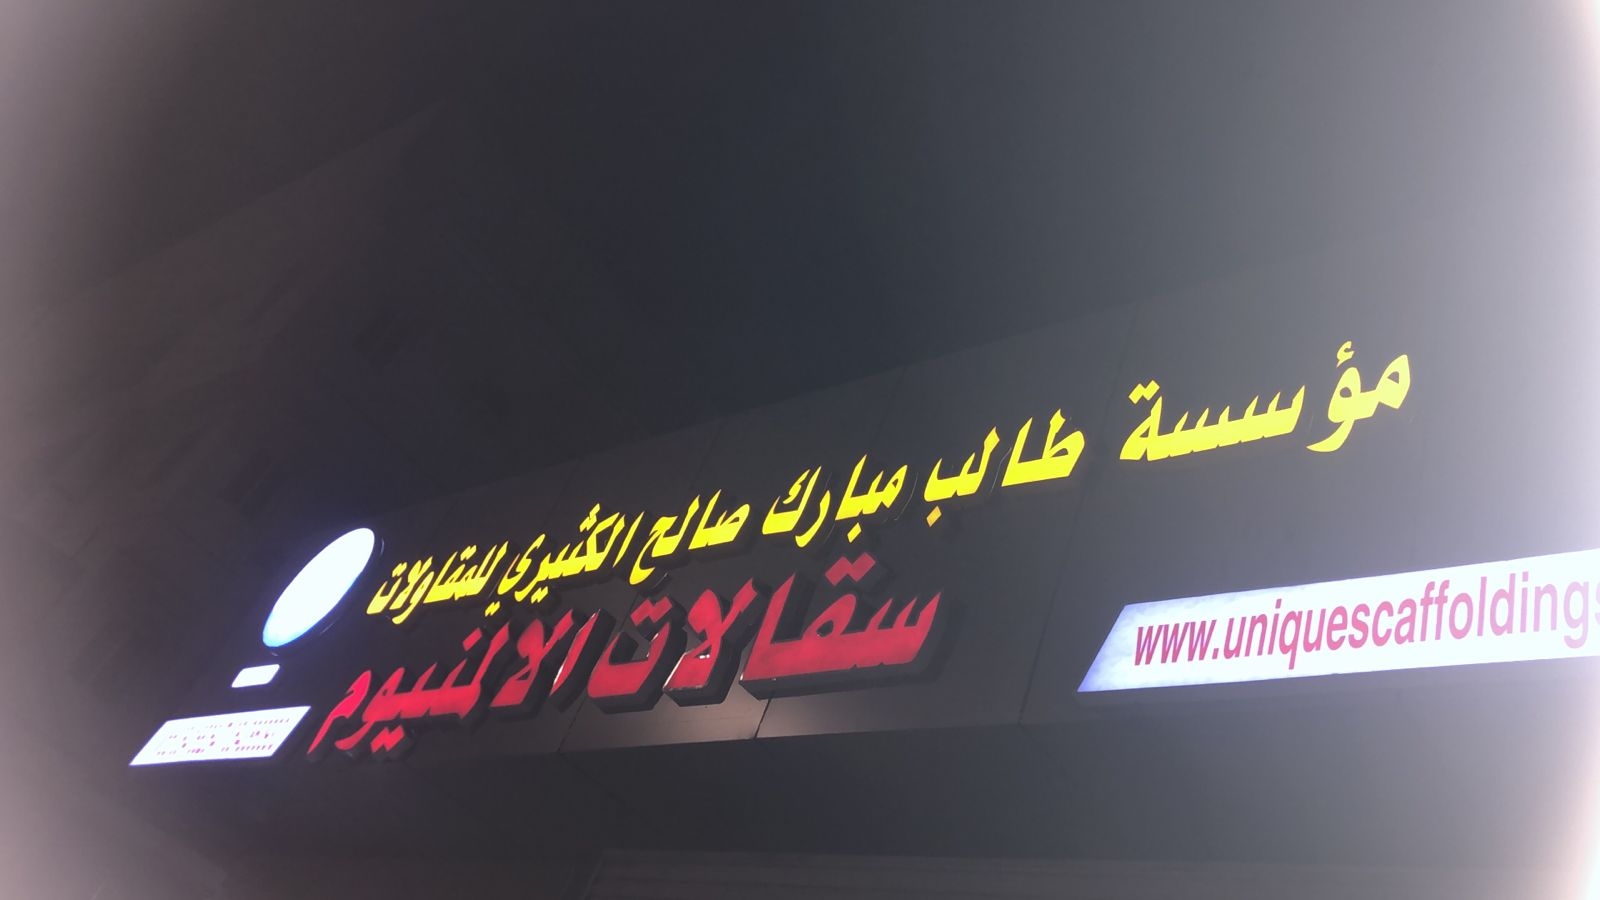 مؤسسة طالب مبارك صالح الكثيري للمقاولات
سقالات الالمنيوم
www.uniquescaffoldings